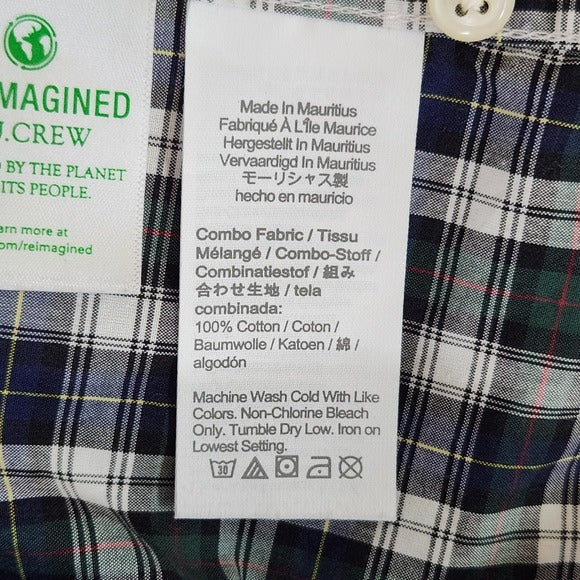 MAGINED
J.CREW
BY THE PLANET
ITS PEOPLE.
arn more at
com/reimagined
Made In Mauritius
Fabriqué À L'Île Maurice
Hergestellt In Mauritius
Vervaardigd In Mauritius
モーリシャス製
hecho en mauricio
Combo Fabric / Tissu
Mélangé / Combo-Stoff /
Combinatiestof / 組み
合わせ生地 / tela
combinada:
100% Cotton / Coton /
Baumwolle / Katoen / 綿 /
algodón
Machine Wash Cold With Like
Colors. Non-Chlorine Bleach
Only. Tumble Dry Low. Iron on
Lowest Setting.
30